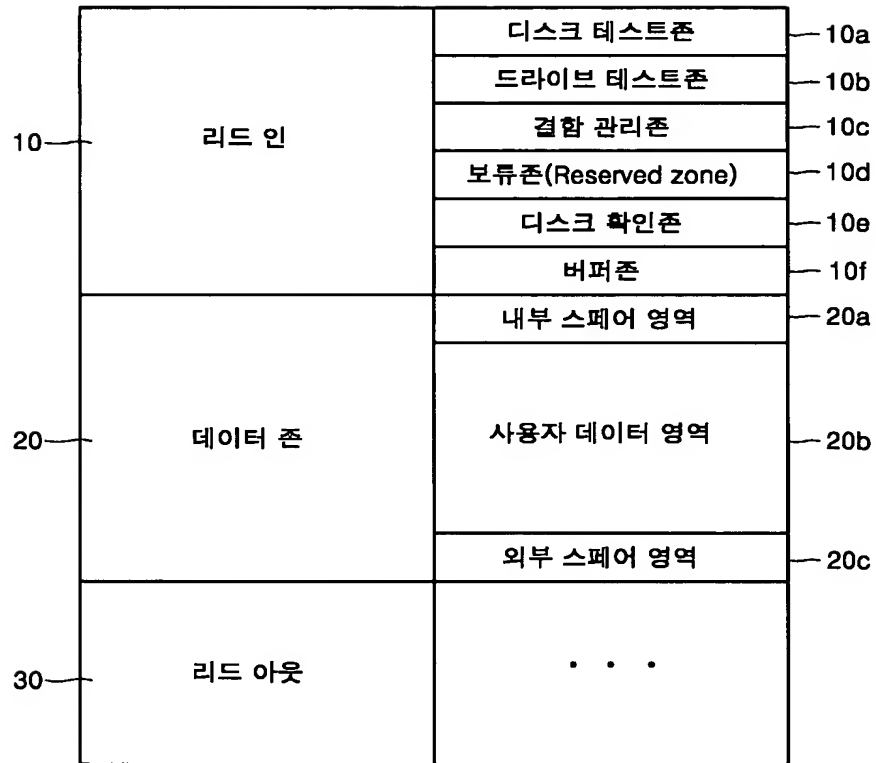 디스크 테스트존 10a
드라이브 테스트존 10b
10 리드 인 결함 관리존 10c
보류존(Reserved zone) 10d
디스크 확인존 10e
버퍼존 10f
내부 스페어 영역 20a
20 데이터 존 사용자 데이터 영역 20b
외부 스페어 영역 20c
30 리드 아웃 . . .